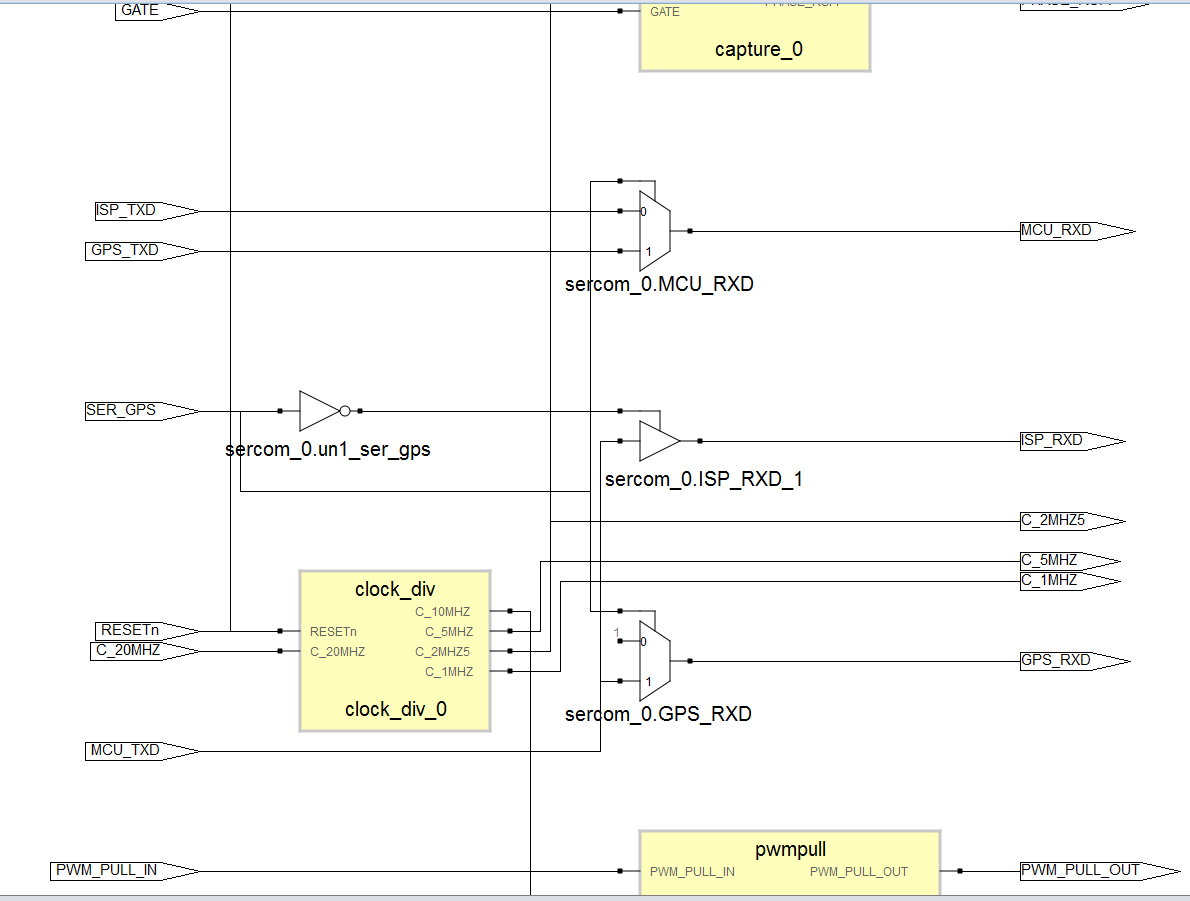 GATE
GATE
capture_0
ISP_TXD
0
MCU_RXD
GPS_TXD
1
sercom_0.MCU_RXD
SER_GPS
sercom_0.un1_ser_gps
ISP_RXD
sercom_0.ISP_RXD_1
C_2MHZ5
C_5MHZ
C_1MHZ
clock_div
C_10MHZ
RESETn
RESETn
C_5MHZ
1
0
C_20MHZ
C_20MHZ
C_2MHZ5
GPS_RXD
C_1MHZ
1
clock_div_0
sercom_0.GPS_RXD
MCU_TXD
pwmpull
PWM_PULL_IN
PWM_PULL_IN
PWM_PULL_OUT
PWM_PULL_OUT